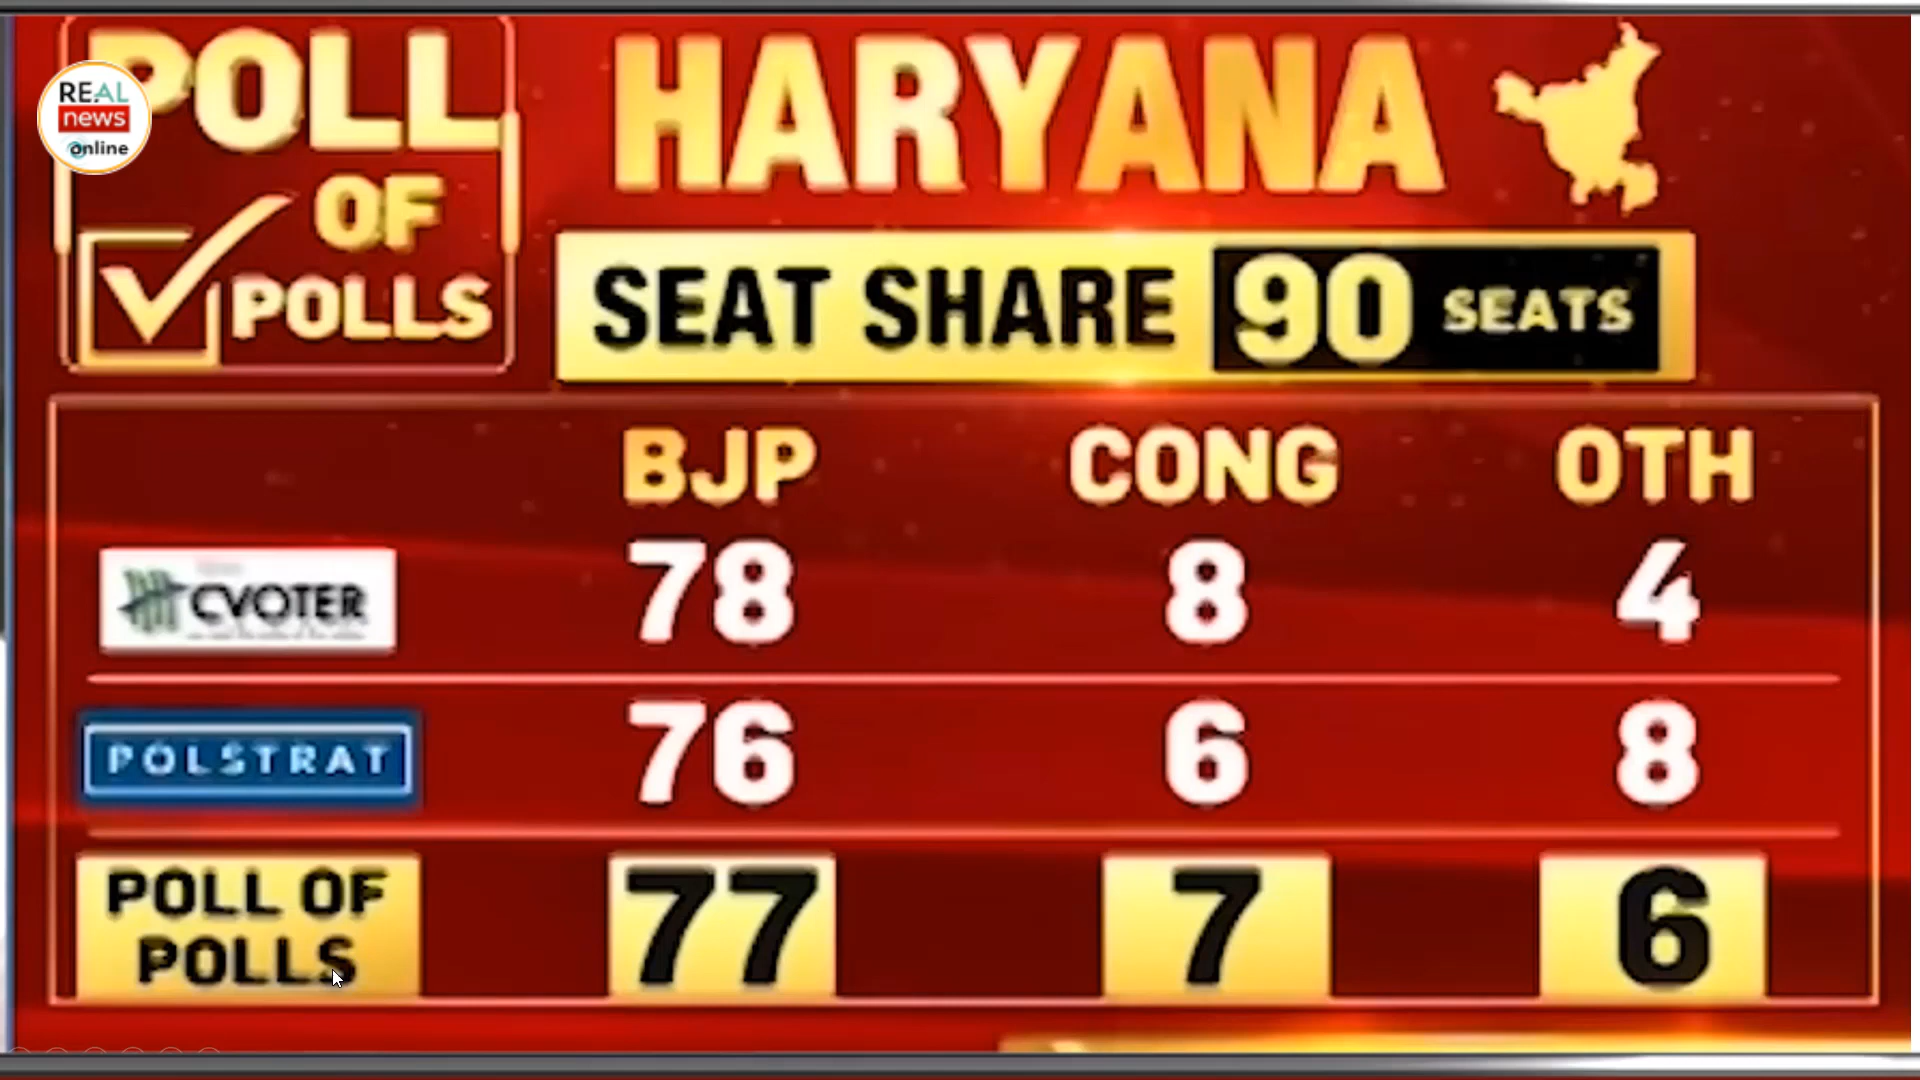 POLL
OF
POLLS
REAL
news
online
HARYANA
SEAT SHARE 90 SEATS
BJP CONG OTH
CVOTER 78 8 4
POLSTRAT 76 6 8
POLL OF
POLLS
77 7 6